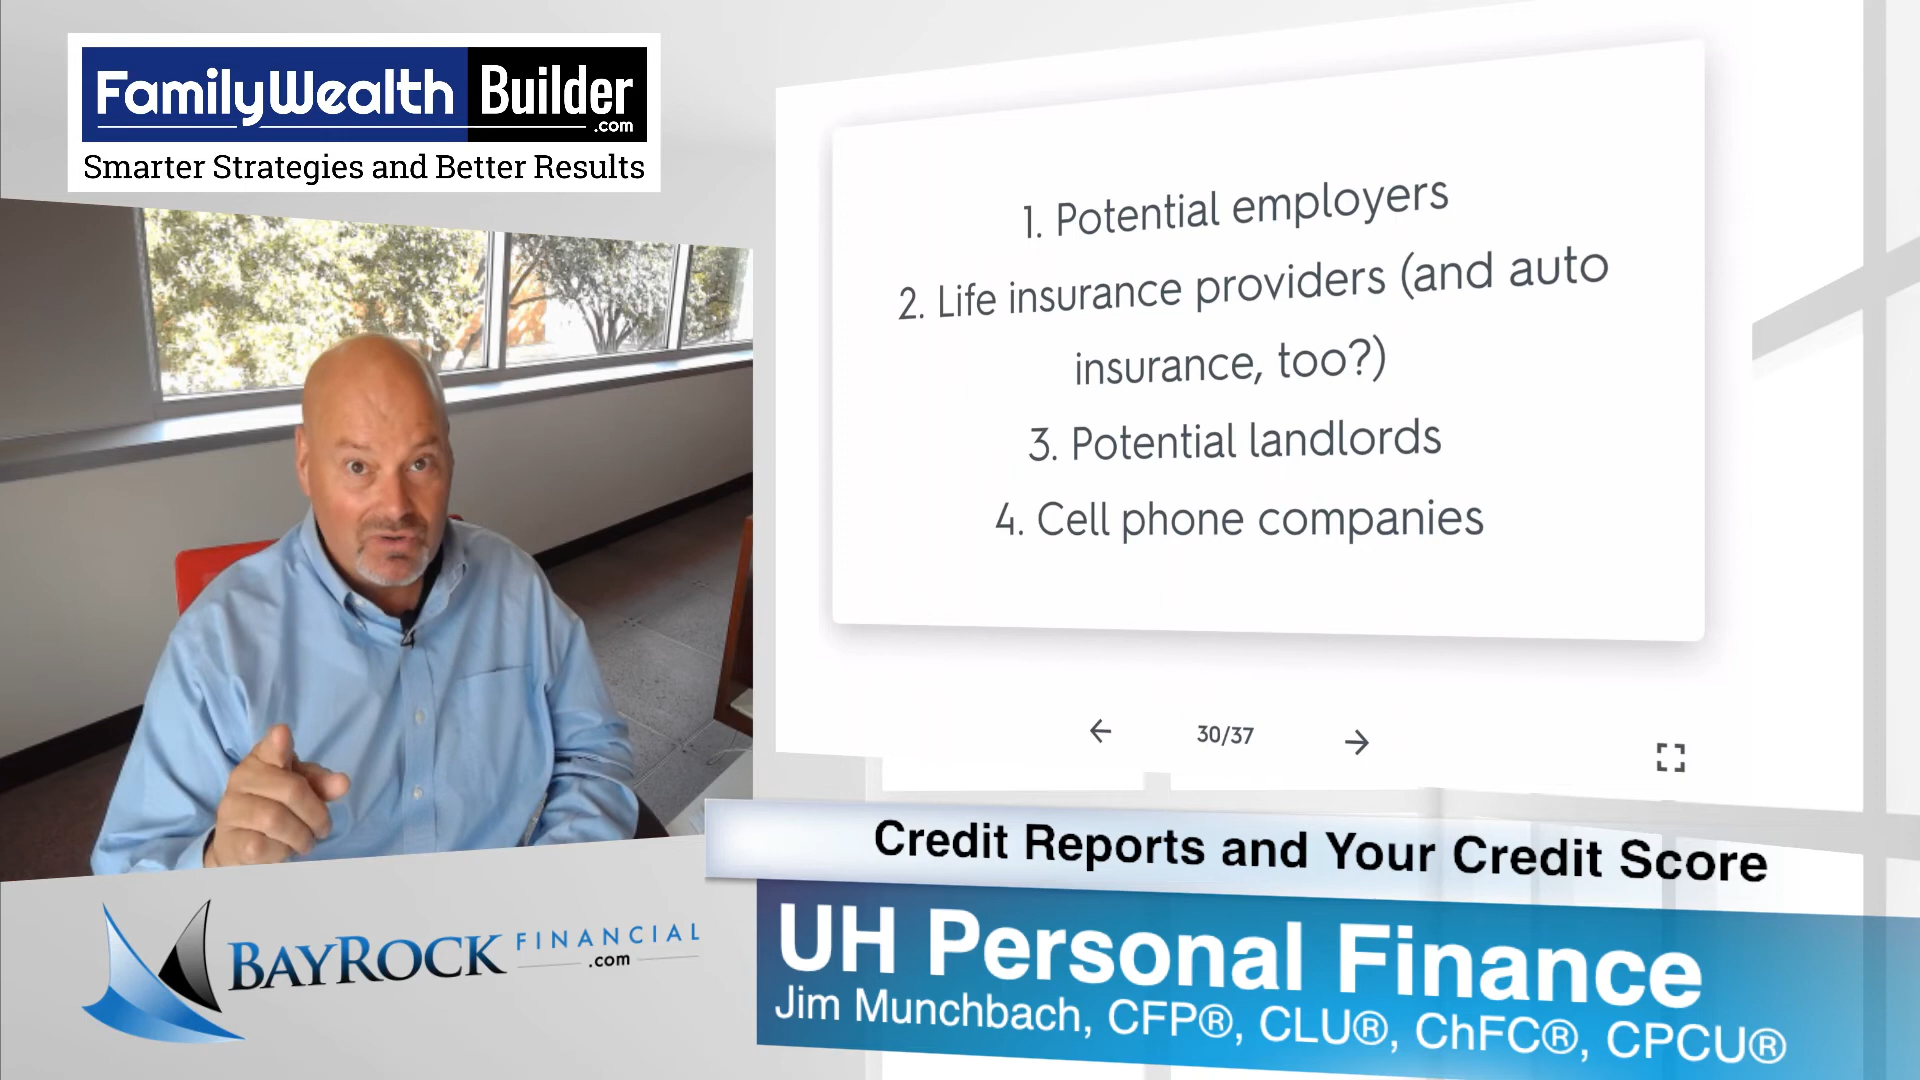 FamilyWealth Builder
.com
Smarter Strategies and Better Results
1. Potential employers
2. Life insurance providers (and auto
insurance, too?)
3. Potential landlords
4. Cell phone companies
30/37
Credit Reports and Your Credit Score
UH Personal Finance
Jim Munchbach, CFP®, CLU®, ChFC®, CPCU®
BAYROCK FINANCIAL
.com